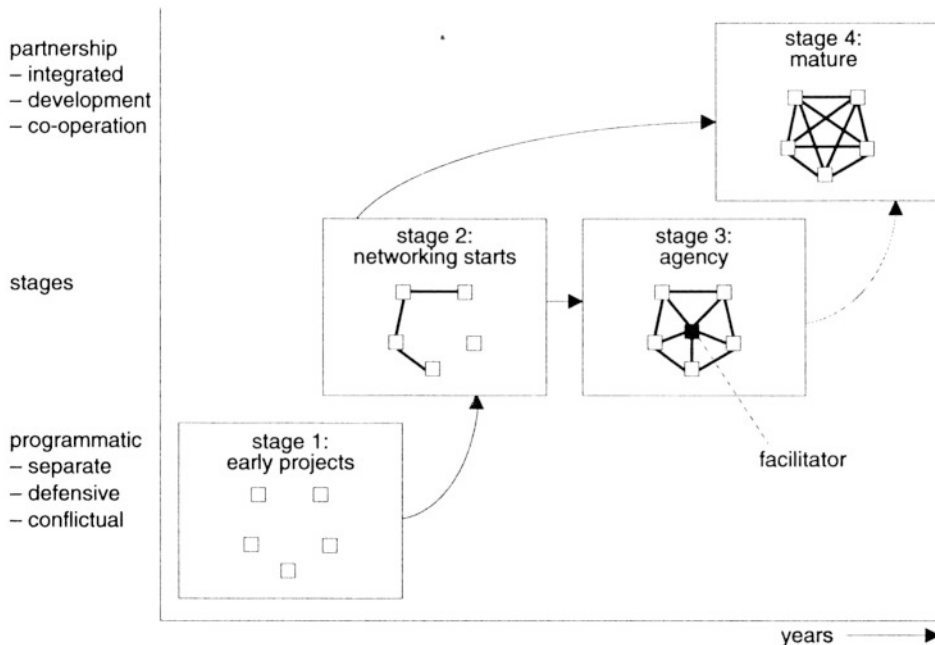 partnership
– integrated
– development
– co-operation
stage 4:
mature
stages
stage 2:
networking starts
stage 3:
agency
programmatic
– separate
– defensive
– conflictual
stage 1:
early projects
facilitator
years